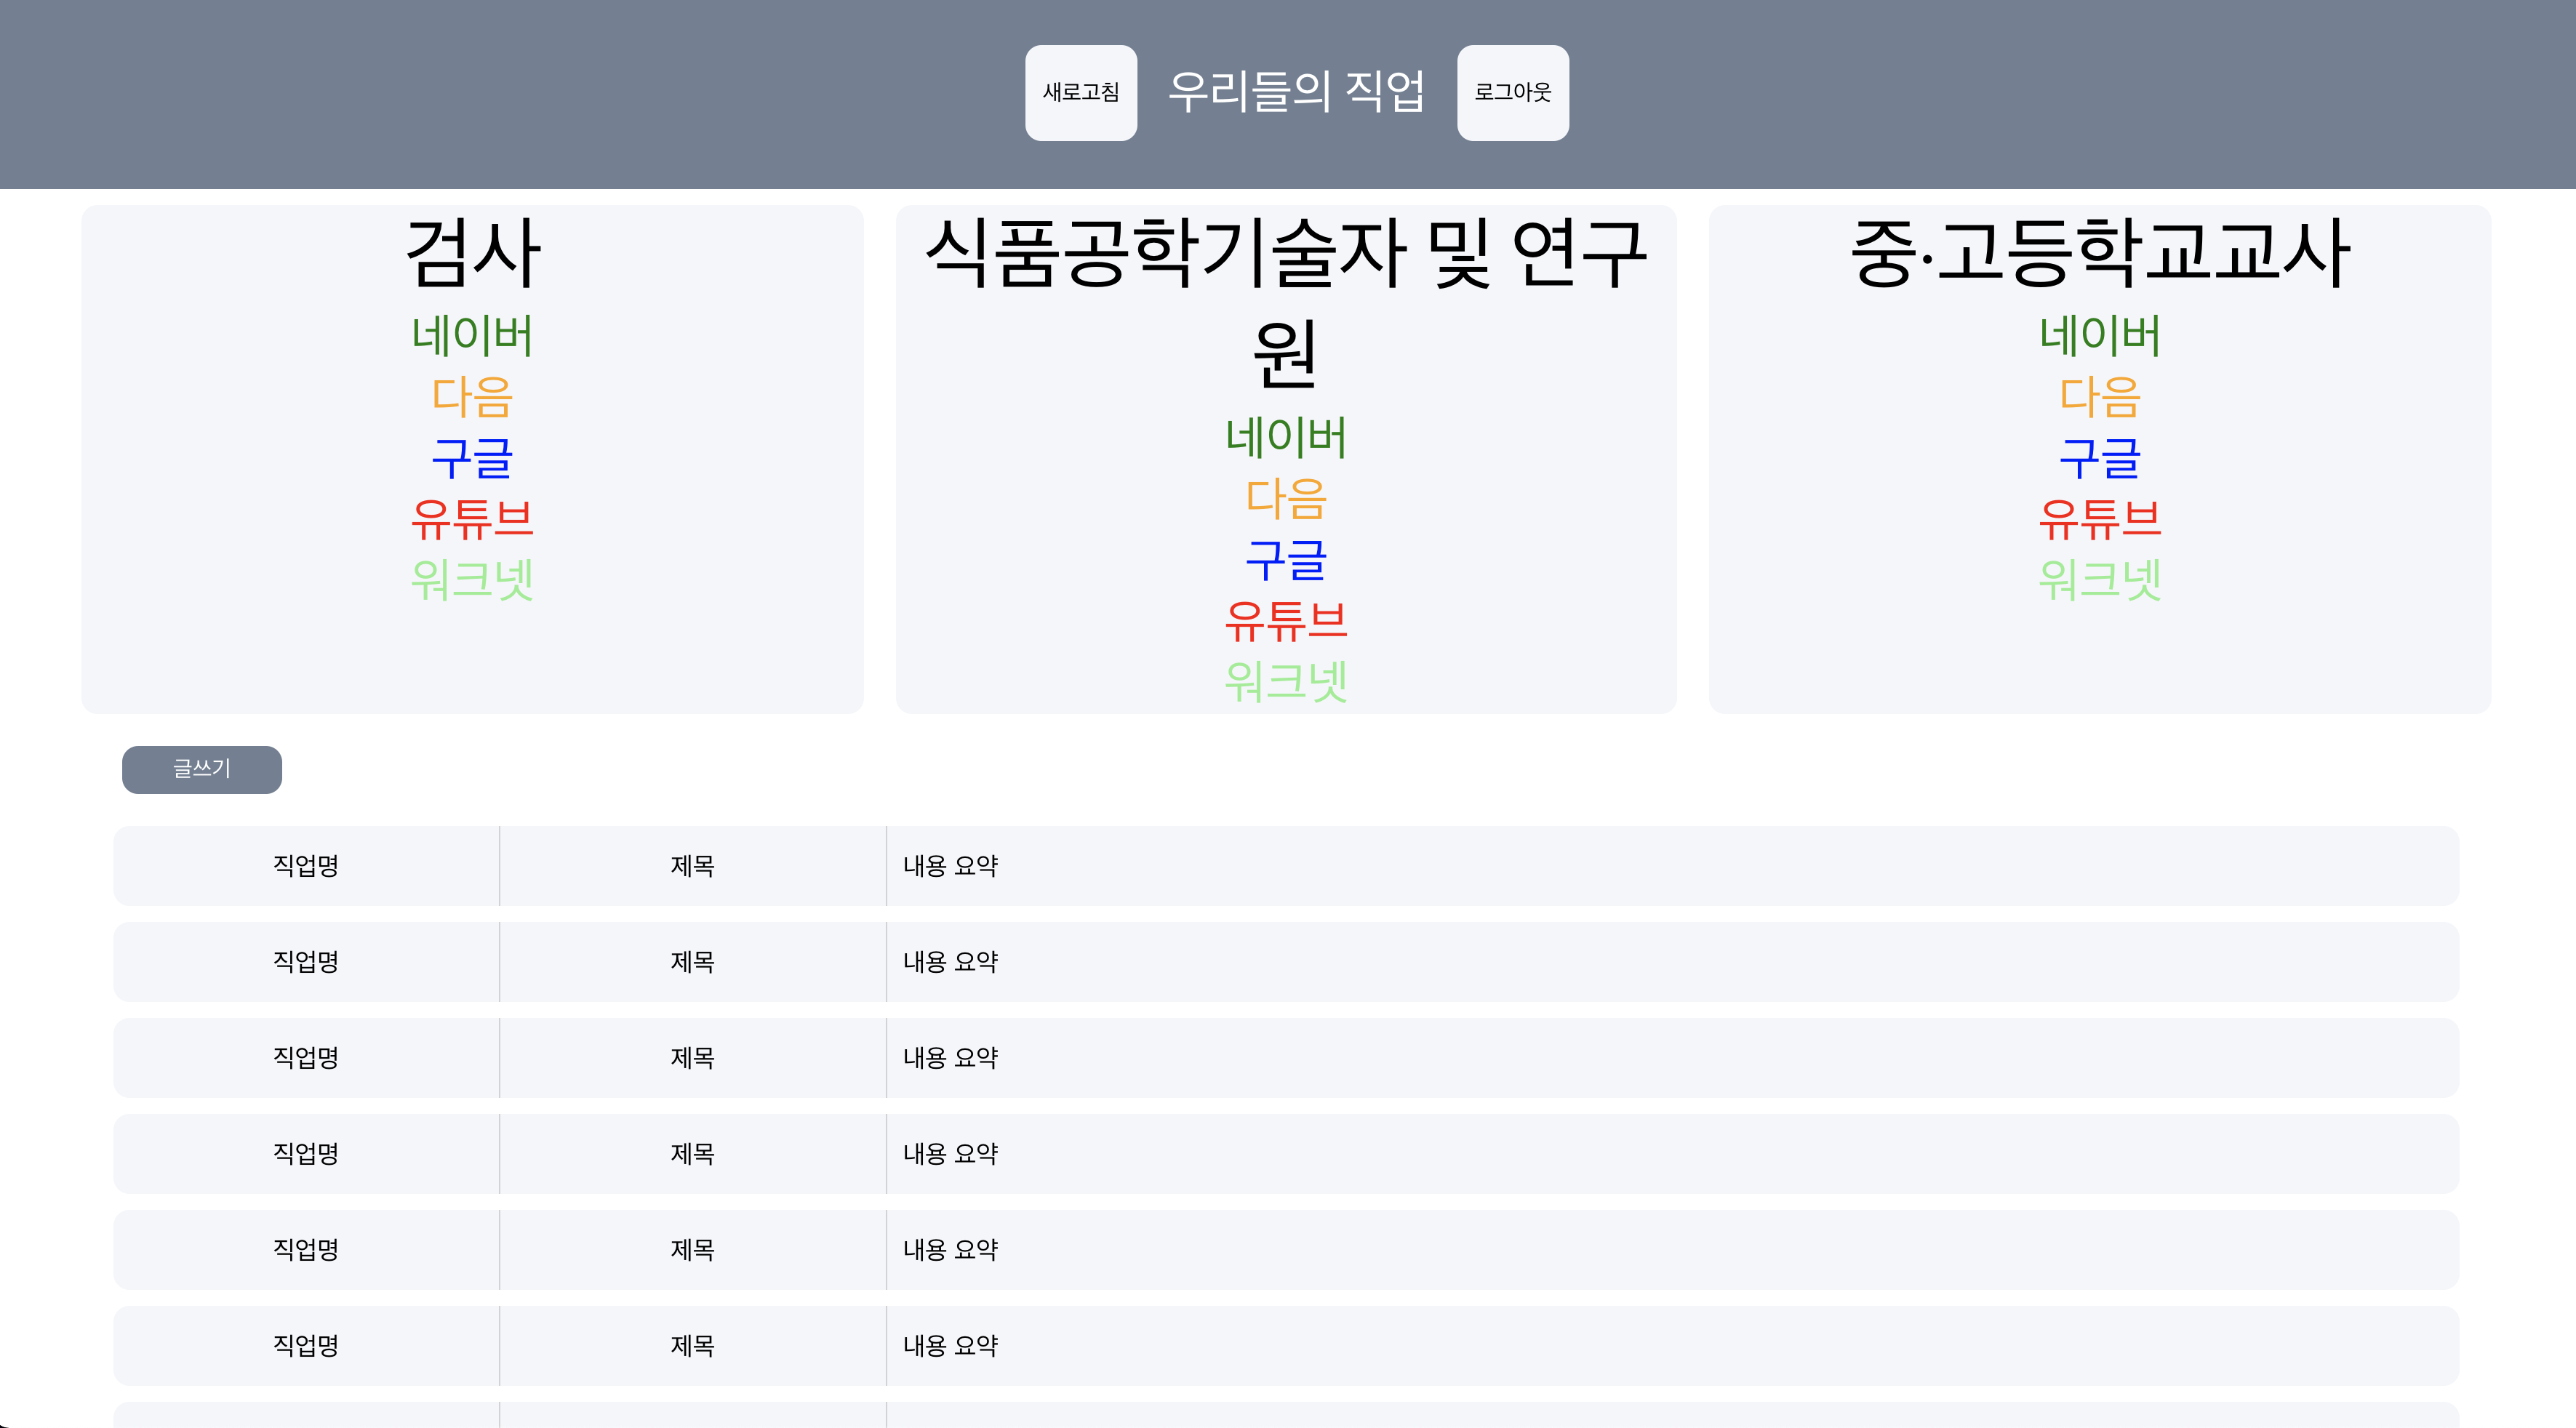 새로고침 우리들의 직업 로그아웃
검사
네이버
다음
구글
유튜브
워크넷
식품공학기술자 및 연구
원
네이버
다음
구글
유튜브
워크넷
중·고등학교교사
네이버
다음
구글
유튜브
워크넷
글쓰기
직업명 제목 내용 요약
직업명 제목 내용 요약
직업명 제목 내용 요약
직업명 제목 내용 요약
직업명 제목 내용 요약
직업명 제목 내용 요약